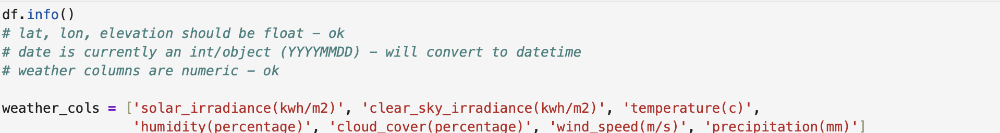 df.info()
# lat, lon, elevation should be float – ok
# date is currently an int/object (YYYYMMDD) – will convert to datetime
# weather columns are numeric – ok
weather_cols = ['solar_irradiance(kwh/m2)', 'clear_sky_irradiance(kwh/m2)', 'temperature(c)',
'humidity(percentage)', 'cloud_cover(percentage)', 'wind_speed(m/s)', 'precipitation(mm)']